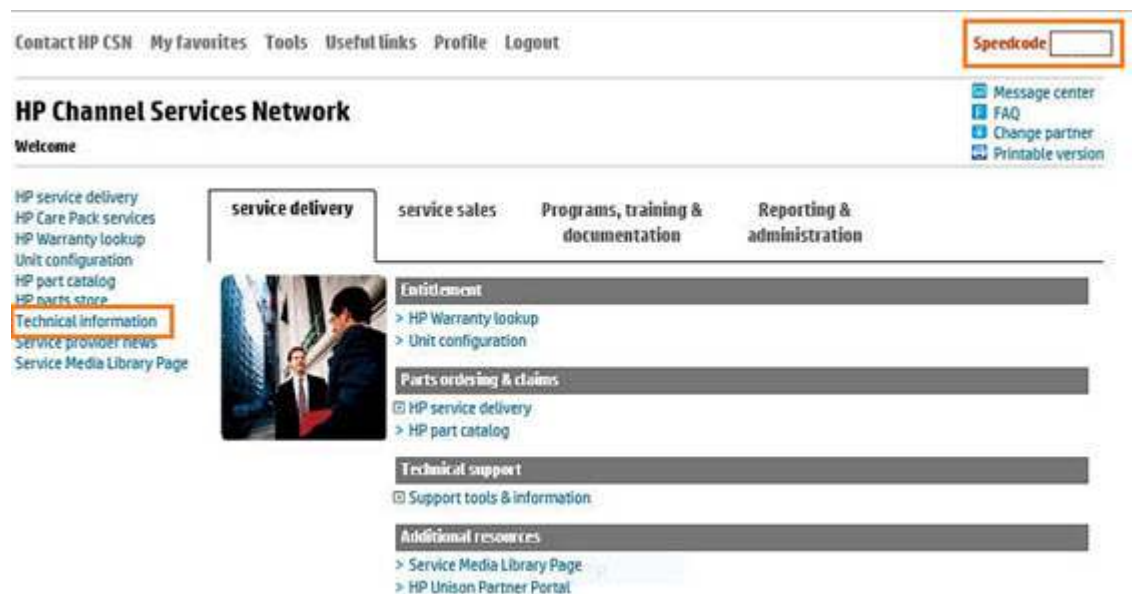 Contact HP CSN My favorites Tools Useful links Profile Logout
Speedcode
HP Channel Services Network
Welcome
Message center
FAQ
Change partner
Printable version
HP service delivery
HP Care Pack services
HP Warranty lookup
Unit configuration
HP part catalog
HP parts store
Technical information
Service provider news
Service Media Library Page
service delivery
service sales
Programs, training &
documentation
Reporting &
administration
Entitlement
> HP Warranty lookup
> Unit configuration
Parts ordering & claims
HP service delivery
> HP part catalog
Technical support
Support tools & information
Additional resources
> Service Media Library Page
> HP Unison Partner Portal